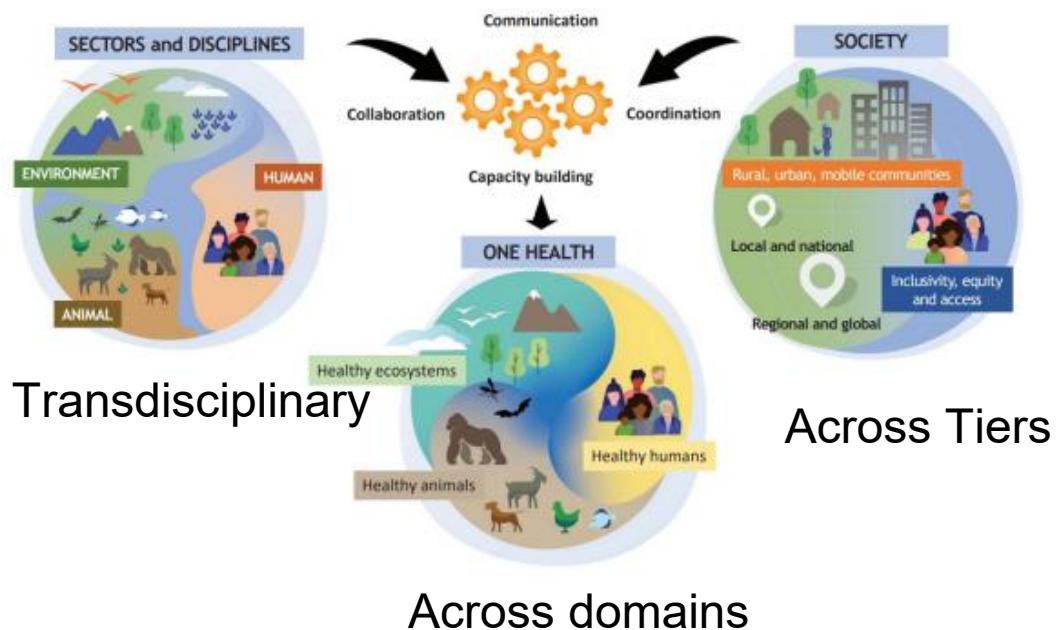 Communication
SECTORS and DISCIPLINES
SOCIETY
Collaboration
Coordination
ENVIRONMENT
HUMAN
Rural, urban, mobile communities
Capacity building
ONE HEALTH
Local and national
Inclusivity, equity
and access
ANIMAL
Regional and global
Healthy ecosystems
Transdisciplinary
Across Tiers
Healthy humans
Healthy animals
Across domains